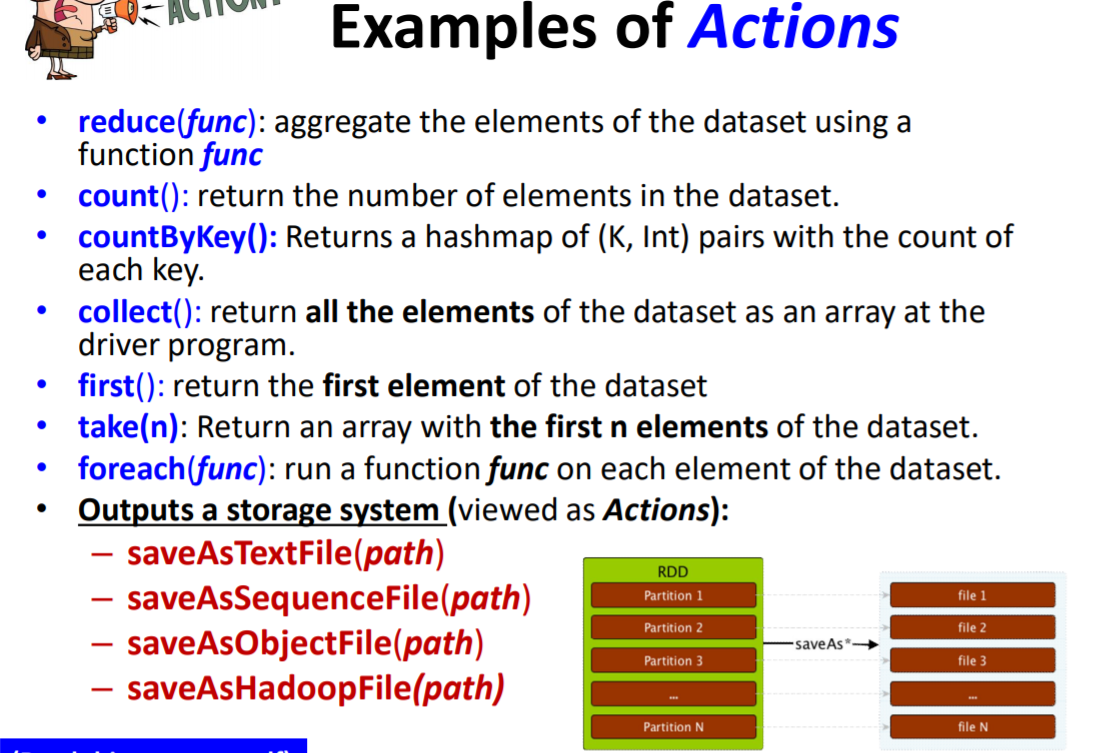 ACTION!
Examples of Actions
• reduce(func): aggregate the elements of the dataset using a
function func
• count(): return the number of elements in the dataset.
• countByKey(): Returns a hashmap of (K, Int) pairs with the count of
each key.
• collect(): return all the elements of the dataset as an array at the
driver program.
• first(): return the first element of the dataset
• take(n): Return an array with the first n elements of the dataset.
• foreach(func): run a function func on each element of the dataset.
• Outputs a storage system (viewed as Actions):
– saveAsTextFile(path)
– saveAsSequenceFile(path)
– saveAsObjectFile(path)
– saveAsHadoopFile(path)
RDD
Partition 1
Partition 2
Partition 3
...
Partition N
saveAs*
file 1
file 2
file 3
...
file N